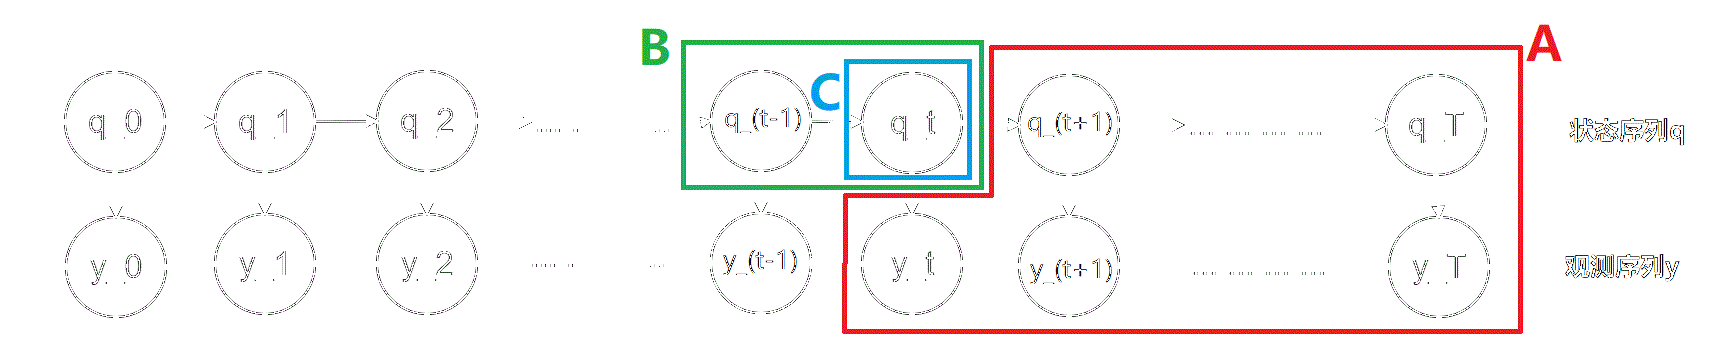 B
A
C
q_0 q_1 q_2 ...... ... q_(t-1) q_t q_(t+1) ... ... ... ... q_T 状态序列q
y_0 y_1 y_2 ...... ... y_(t-1) y_t y_(t+1) ... ... ... ... y_T 观测序列y